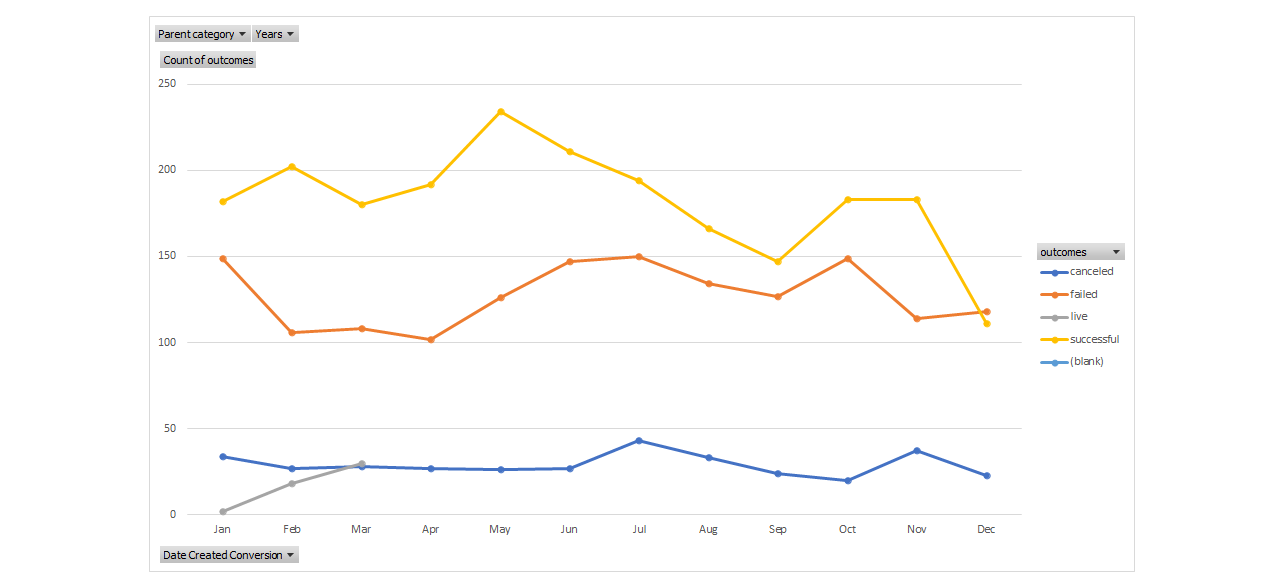 Parent category Years
Count of outcomes
250
200
150
100
50
0
Jan Feb Mar Apr May Jun Jul Aug Sep Oct Nov Dec
outcomes
canceled
failed
live
successful
(blank)
Date Created Conversion